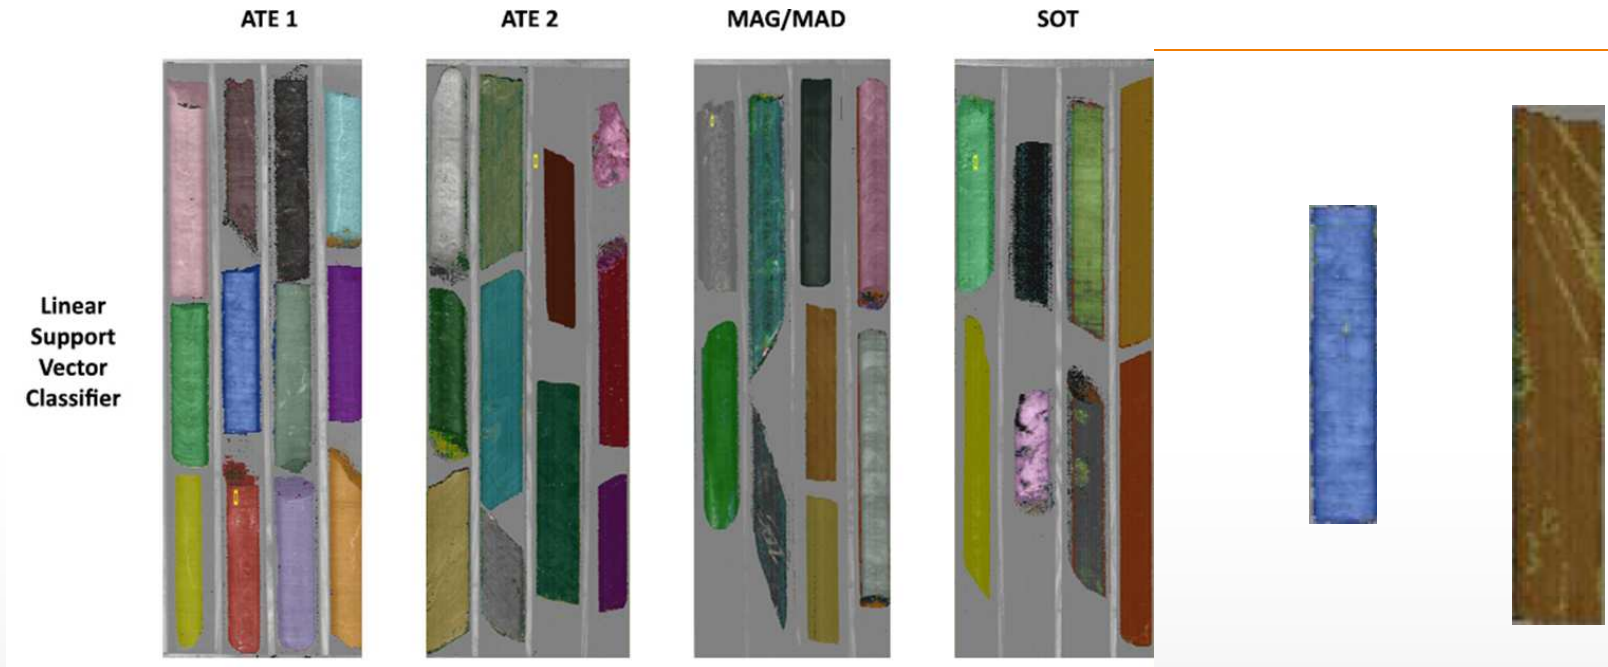 ATE 1
ATE 2
MAG/MAD
SOT
Linear
Support
Vector
Classifier